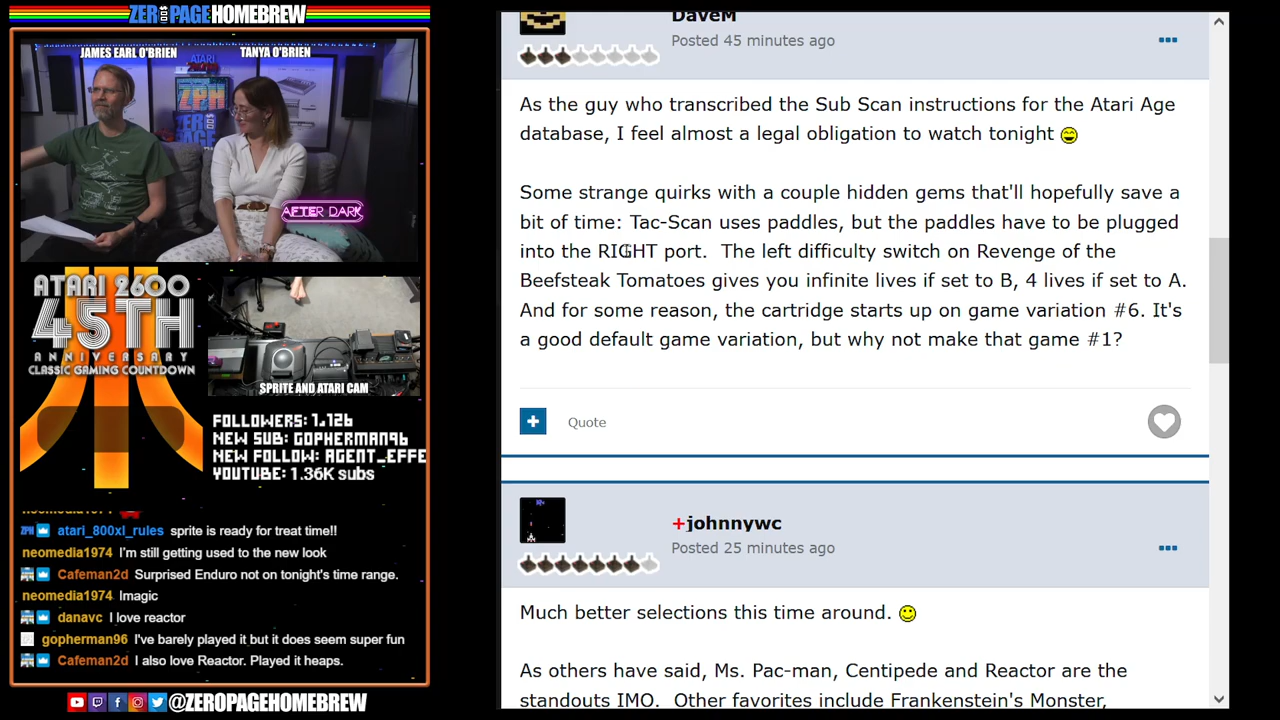 ZEROPAGE HOMEBREW
JAMES EARL O'BRIEN
TANYA O'BRIEN
ATARI
ZPH
ZERO
PAGE
AFTER DARK
ATARI 2600
45TH
ANNIVERSARY
CLASSIC GAMING COUNTDOWN
SPRITE AND ATARI CAM
FOLLOWERS: 1,126
NEW SUB: GOPHERMAN96
NEW FOLLOW: AGENT_EFFE
YOUTUBE: 1.36K subs
neomedia1974
atari_800xl_rules sprite is ready for treat time!!
neomedia1974 I'm still getting used to the new look
Cafeman2d Surprised Enduro not on tonight's time range.
neomedia1974 Imagic
danavc I love reactor
gopherman96 I've barely played it but it does seem super fun
Cafeman2d I also love Reactor. Played it heaps.
@ZEROPAGEHOMEBREW
DaveM
Posted 45 minutes ago
As the guy who transcribed the Sub Scan instructions for the Atari Age
database, I feel almost a legal obligation to watch tonight
Some strange quirks with a couple hidden gems that'll hopefully save a
bit of time: Tac-Scan uses paddles, but the paddles have to be plugged
into the RIGHT port. The left difficulty switch on Revenge of the
Beefsteak Tomatoes gives you infinite lives if set to B, 4 lives if set to A.
And for some reason, the cartridge starts up on game variation #6. It's
a good default game variation, but why not make that game #1?
+ Quote
+johnnywc
Posted 25 minutes ago
Much better selections this time around.
As others have said, Ms. Pac-man, Centipede and Reactor are the
standouts IMO. Other favorites include Frankenstein's Monster,